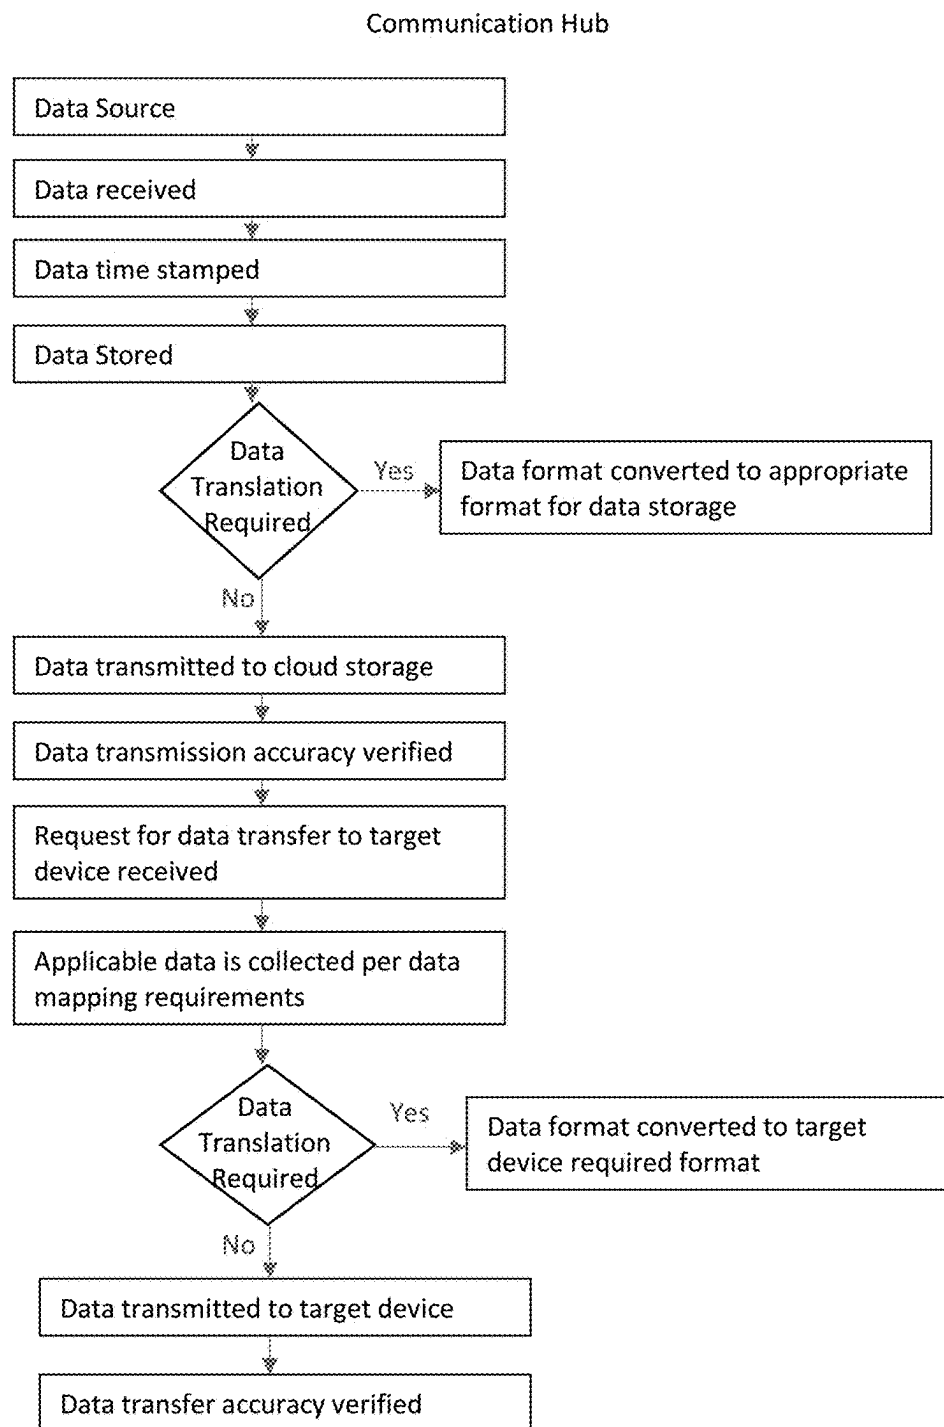 Communication Hub
Data Source
Data received
Data time stamped
Data Stored
Data
Translation
Required
Yes
Data format converted to appropriate
format for data storage
No
Data transmitted to cloud storage
Data transmission accuracy verified
Request for data transfer to target
device received
Applicable data is collected per data
mapping requirements
Data
Translation
Required
Yes
Data format converted to target
device required format
No
Data transmitted to target device
Data transfer accuracy verified